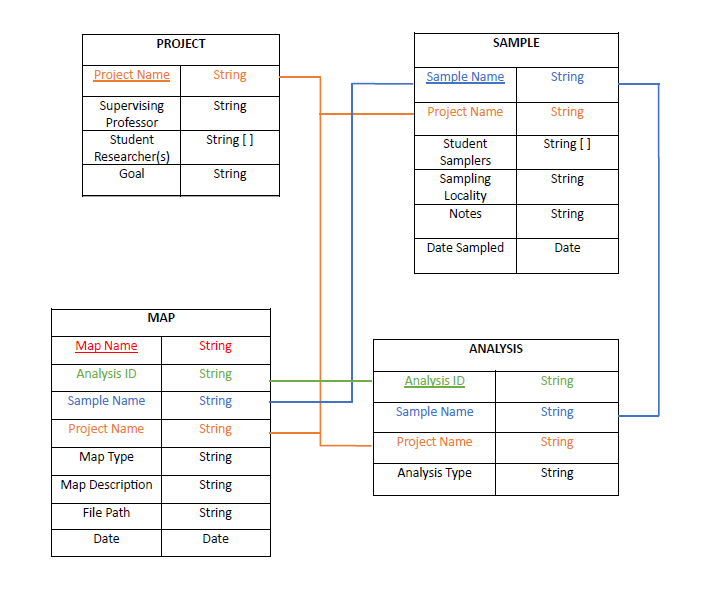 PROJECT
Project Name String
Supervising
Professor String
Student
Researcher(s) String [ ]
Goal String
SAMPLE
Sample Name String
Project Name String
Student
Samplers String [ ]
Sampling
Locality String
Notes String
Date Sampled Date
MAP
Map Name String
Analysis ID String
Sample Name String
Project Name String
Map Type String
Map Description String
File Path String
Date Date
ANALYSIS
Analysis ID String
Sample Name String
Project Name String
Analysis Type String